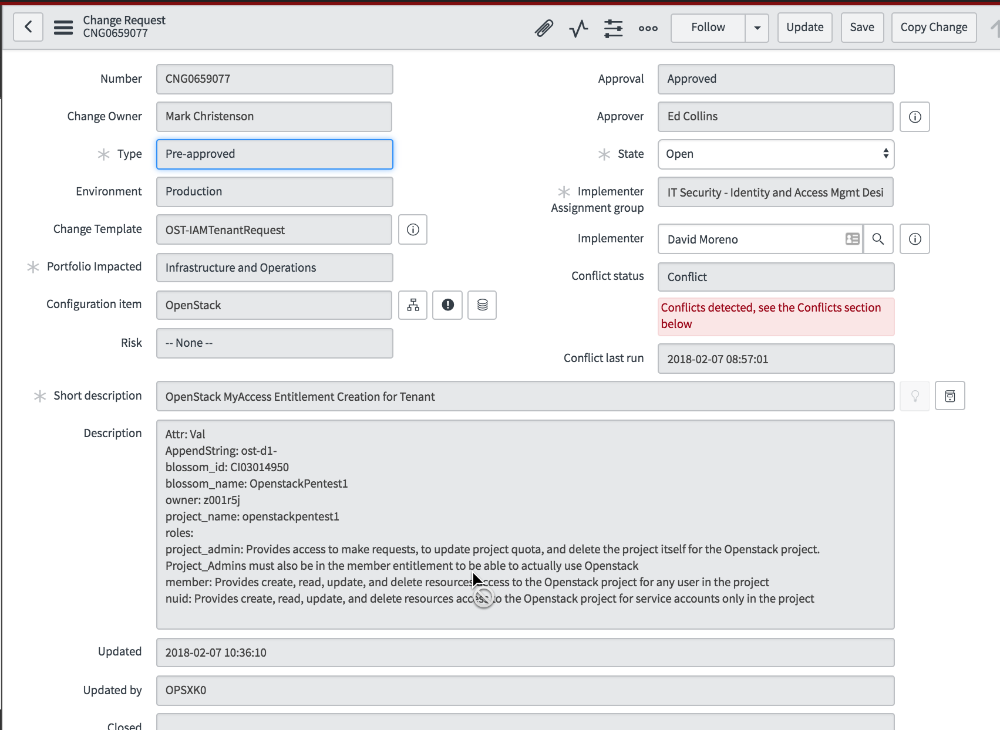 Change Request
CNG0659077
Follow
Update
Save
Copy Change
Number
CNG0659077
Approval
Approved
Change Owner
Mark Christenson
Approver
Ed Collins
Type
Pre-approved
State
Open
Environment
Production
Implementer
Assignment group
IT Security - Identity and Access Mgmt Desi
Change Template
OST-IAMTenantRequest
Implementer
David Moreno
Portfolio Impacted
Infrastructure and Operations
Conflict status
Conflict
Conflicts detected, see the Conflicts section
below
Configuration item
OpenStack
Risk
-- None --
Conflict last run
2018-02-07 08:57:01
Short description
OpenStack MyAccess Entitlement Creation for Tenant
Description
Attr: Val
AppendString: ost-d1-
blossom_id: CI03014950
blossom_name: OpenstackPentest1
owner: z001r5j
project_name: openstackpentest1
roles:
project_admin: Provides access to make requests, to update project quota, and delete the project itself for the Openstack project.
Project_Admins must also be in the member entitlement to be able to actually use Openstack
member: Provides create, read, update, and delete resources access to the Openstack project for any user in the project
nuid: Provides create, read, update, and delete resources access to the Openstack project for service accounts only in the project
Updated
2018-02-07 10:36:10
Updated by
OPSXK0
Closed